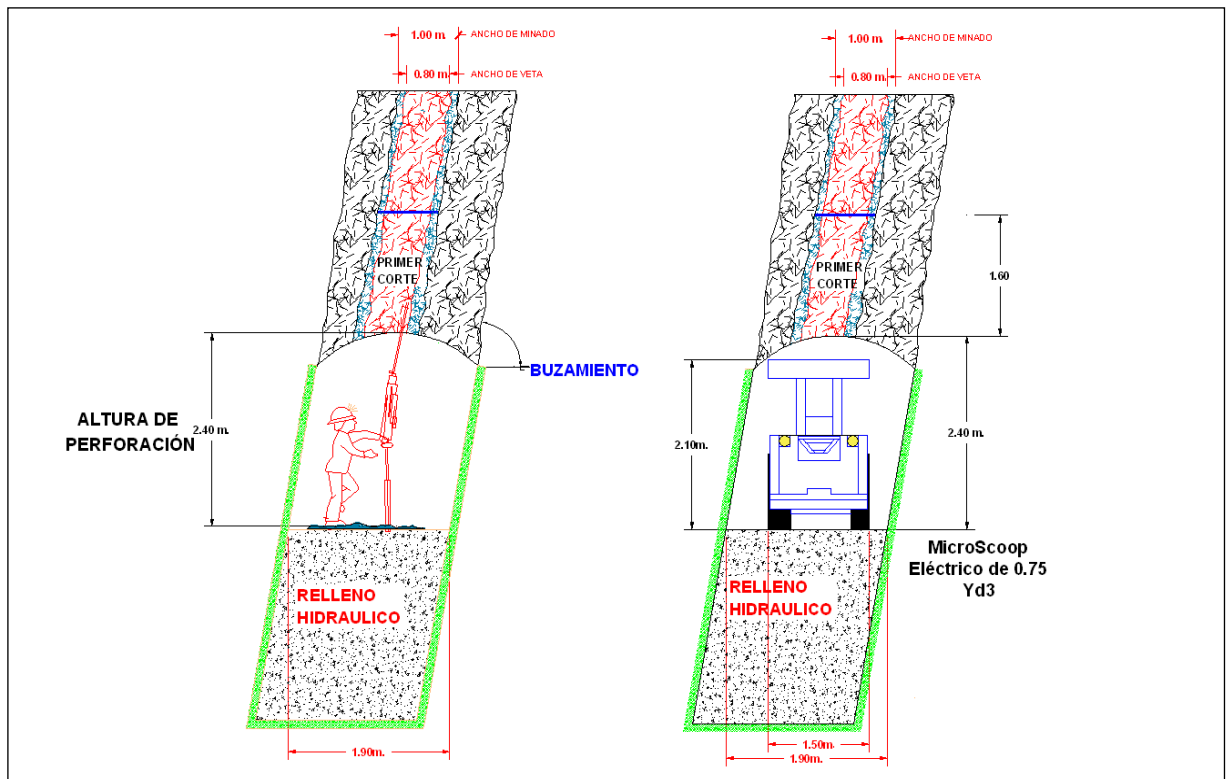 1.00 m.
ANCHO DE MINADO
0.80 m.
ANCHO DE VETA
PRIMER
CORTE
BUZAMIENTO
ALTURA DE
PERFORACIÓN
2.40 m.
RELLENO
HIDRAULICO
1.90m.
1.00 m.
ANCHO DE MINADO
0.80 m.
ANCHO DE VETA
PRIMER
CORTE
1.60
2.10m.
2.40 m.
MicroScoop
Eléctrico de 0.75
Yd3
RELLENO
HIDRAULICO
1.50m.
1.90m.